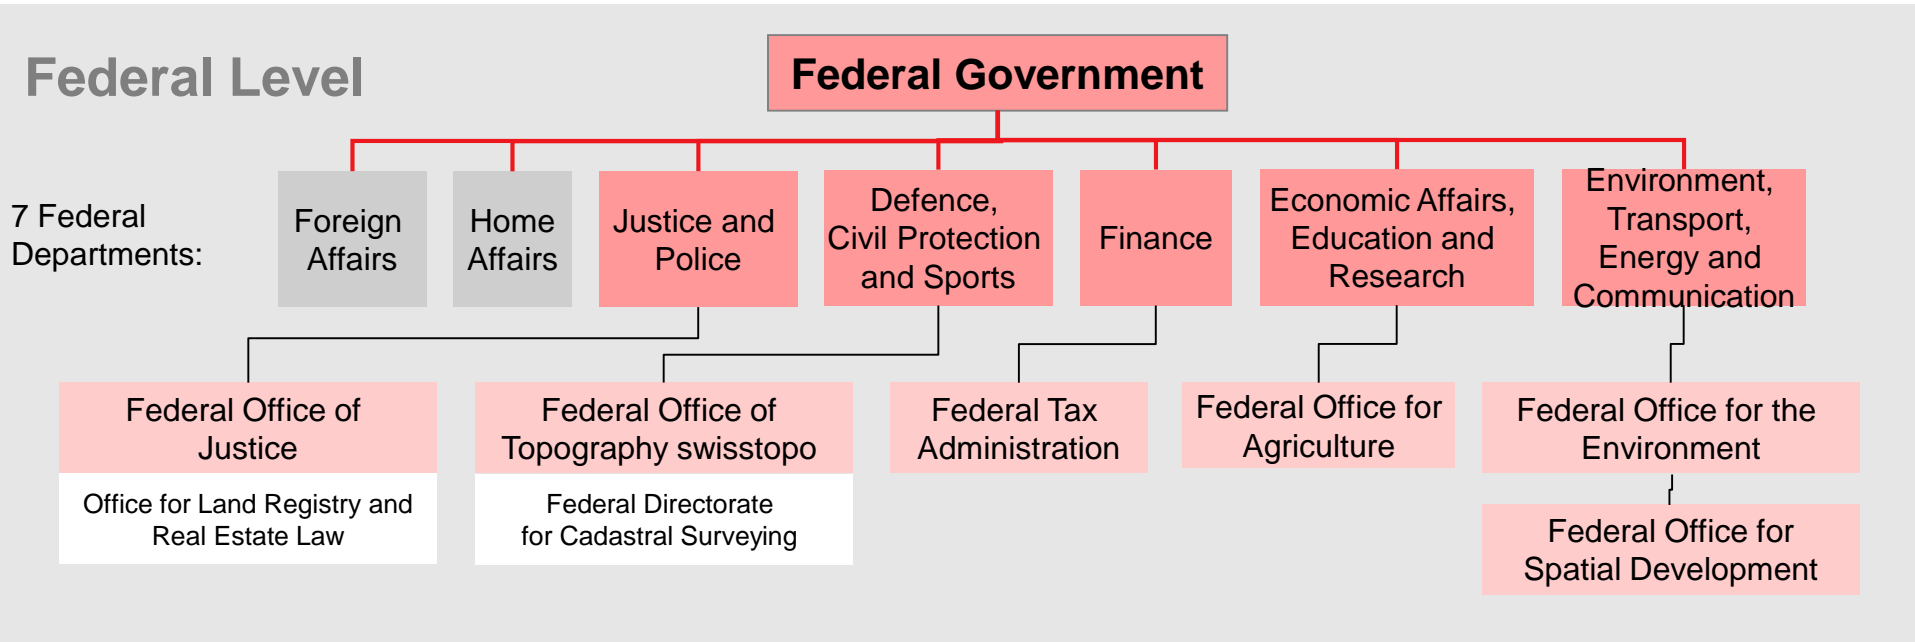 Federal Level
Federal Government
7 Federal
Departments:
Foreign
Affairs
Home
Affairs
Justice and
Police
Defence,
Civil Protection
and Sports
Finance
Economic Affairs,
Education and
Research
Environment,
Transport,
Energy and
Communication
Federal Office of
Justice
Office for Land Registry and
Real Estate Law
Federal Office of
Topography swisstopo
Federal Directorate
for Cadastral Surveying
Federal Tax
Administration
Federal Office for
Agriculture
Federal Office for the
Environment
Federal Office for
Spatial Development